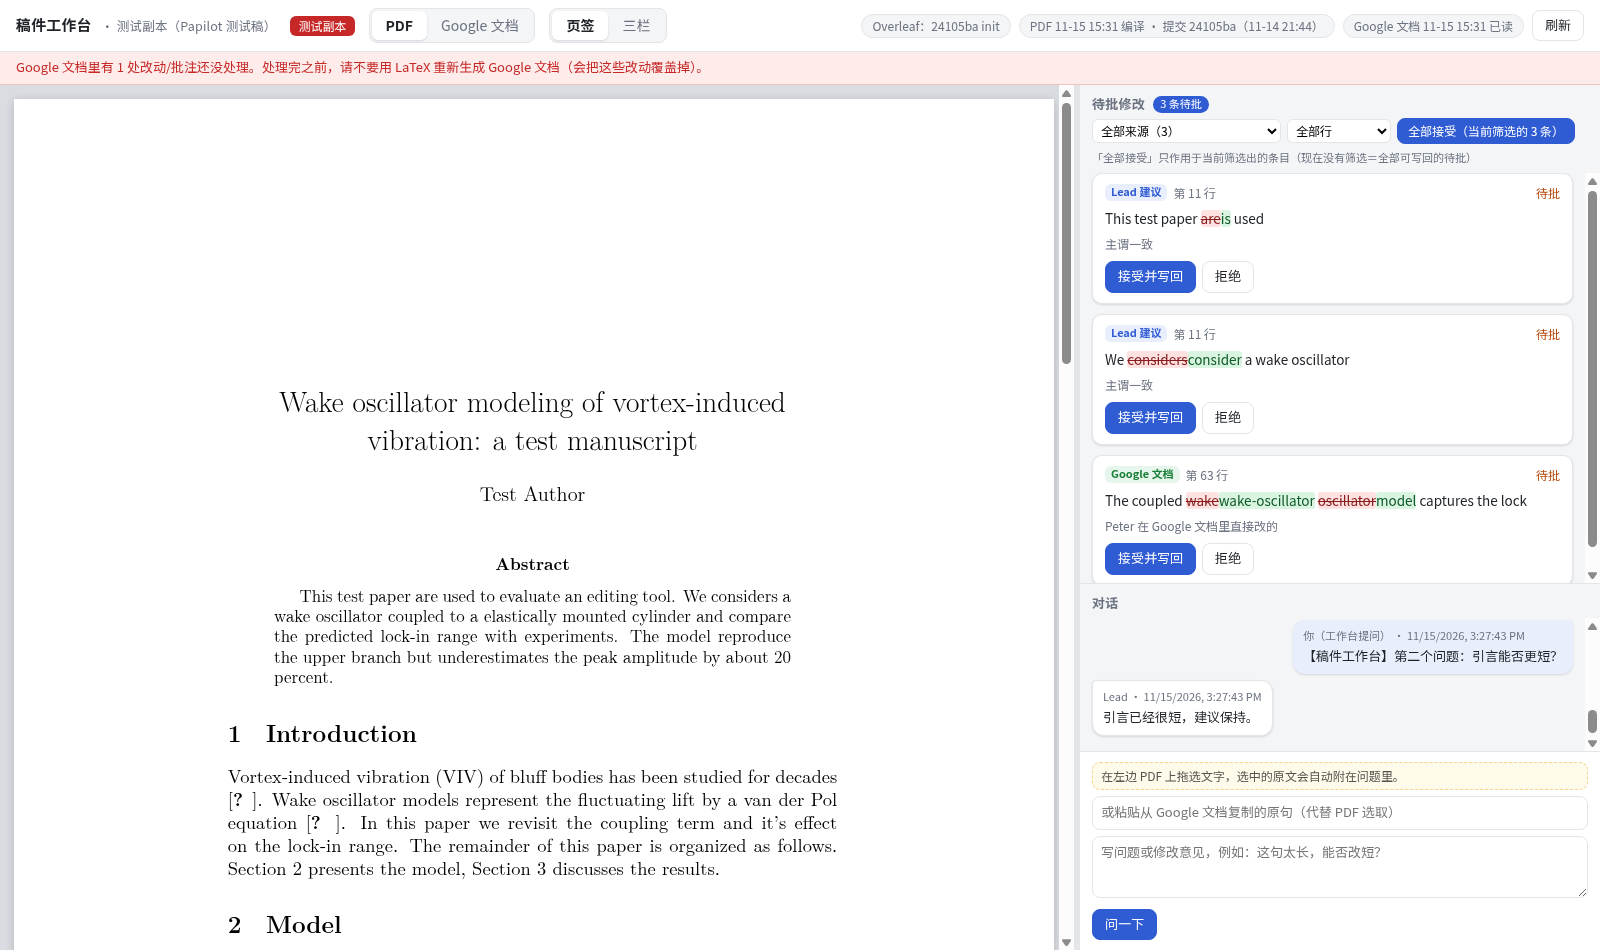 稿件工作台 · 测试副本（Papilot 测试稿） 测试副本 PDF Google 文档 页签 三栏 Overleaf：24105ba init PDF 11-15 15:31 编译 · 提交 24105ba（11-14 21:44） Google 文档 11-15 15:31 已读 刷新
Google 文档里有 1 处改动/批注还没处理。处理完之前，请不要用 LaTeX 重新生成 Google 文档（会把这些改动覆盖掉）。
Wake oscillator modeling of vortex-induced
vibration: a test manuscript
Test Author
Abstract
This test paper are used to evaluate an editing tool. We considers a
wake oscillator coupled to a elastically mounted cylinder and compare
the predicted lock-in range with experiments. The model reproduce
the upper branch but underestimates the peak amplitude by about 20
percent.
1 Introduction
Vortex-induced vibration (VIV) of bluff bodies has been studied for decades
[? ]. Wake oscillator models represent the fluctuating lift by a van der Pol
equation [? ]. In this paper we revisit the coupling term and it's effect
on the lock-in range. The remainder of this paper is organized as follows.
Section 2 presents the model, Section 3 discusses the results.
2 Model
待批修改 3 条待批
全部来源（3） 全部行 全部接受（当前筛选的 3 条）
「全部接受」只作用于当前筛选出的条目（现在没有筛选＝全部可写回的待批）
Lead 建议 第 11 行 待批
This test paper areis used
主谓一致
接受并写回 拒绝
Lead 建议 第 11 行 待批
We considersconsider a wake oscillator
主谓一致
接受并写回 拒绝
Google 文档 第 63 行 待批
The coupled wakewake-oscillator oscillatormodel captures the lock
Peter 在 Google 文档里直接改的
接受并写回 拒绝
对话
你（工作台提问） · 11/15/2026, 3:27:43 PM
【稿件工作台】第二个问题：引言能否更短？
Lead · 11/15/2026, 3:27:43 PM
引言已经很短，建议保持。
在左边 PDF 上拖选文字，选中的原文会自动附在问题里。
或粘贴从 Google 文档复制的原句（代替 PDF 选取）
写问题或修改意见，例如：这句太长，能否改短？
问一下